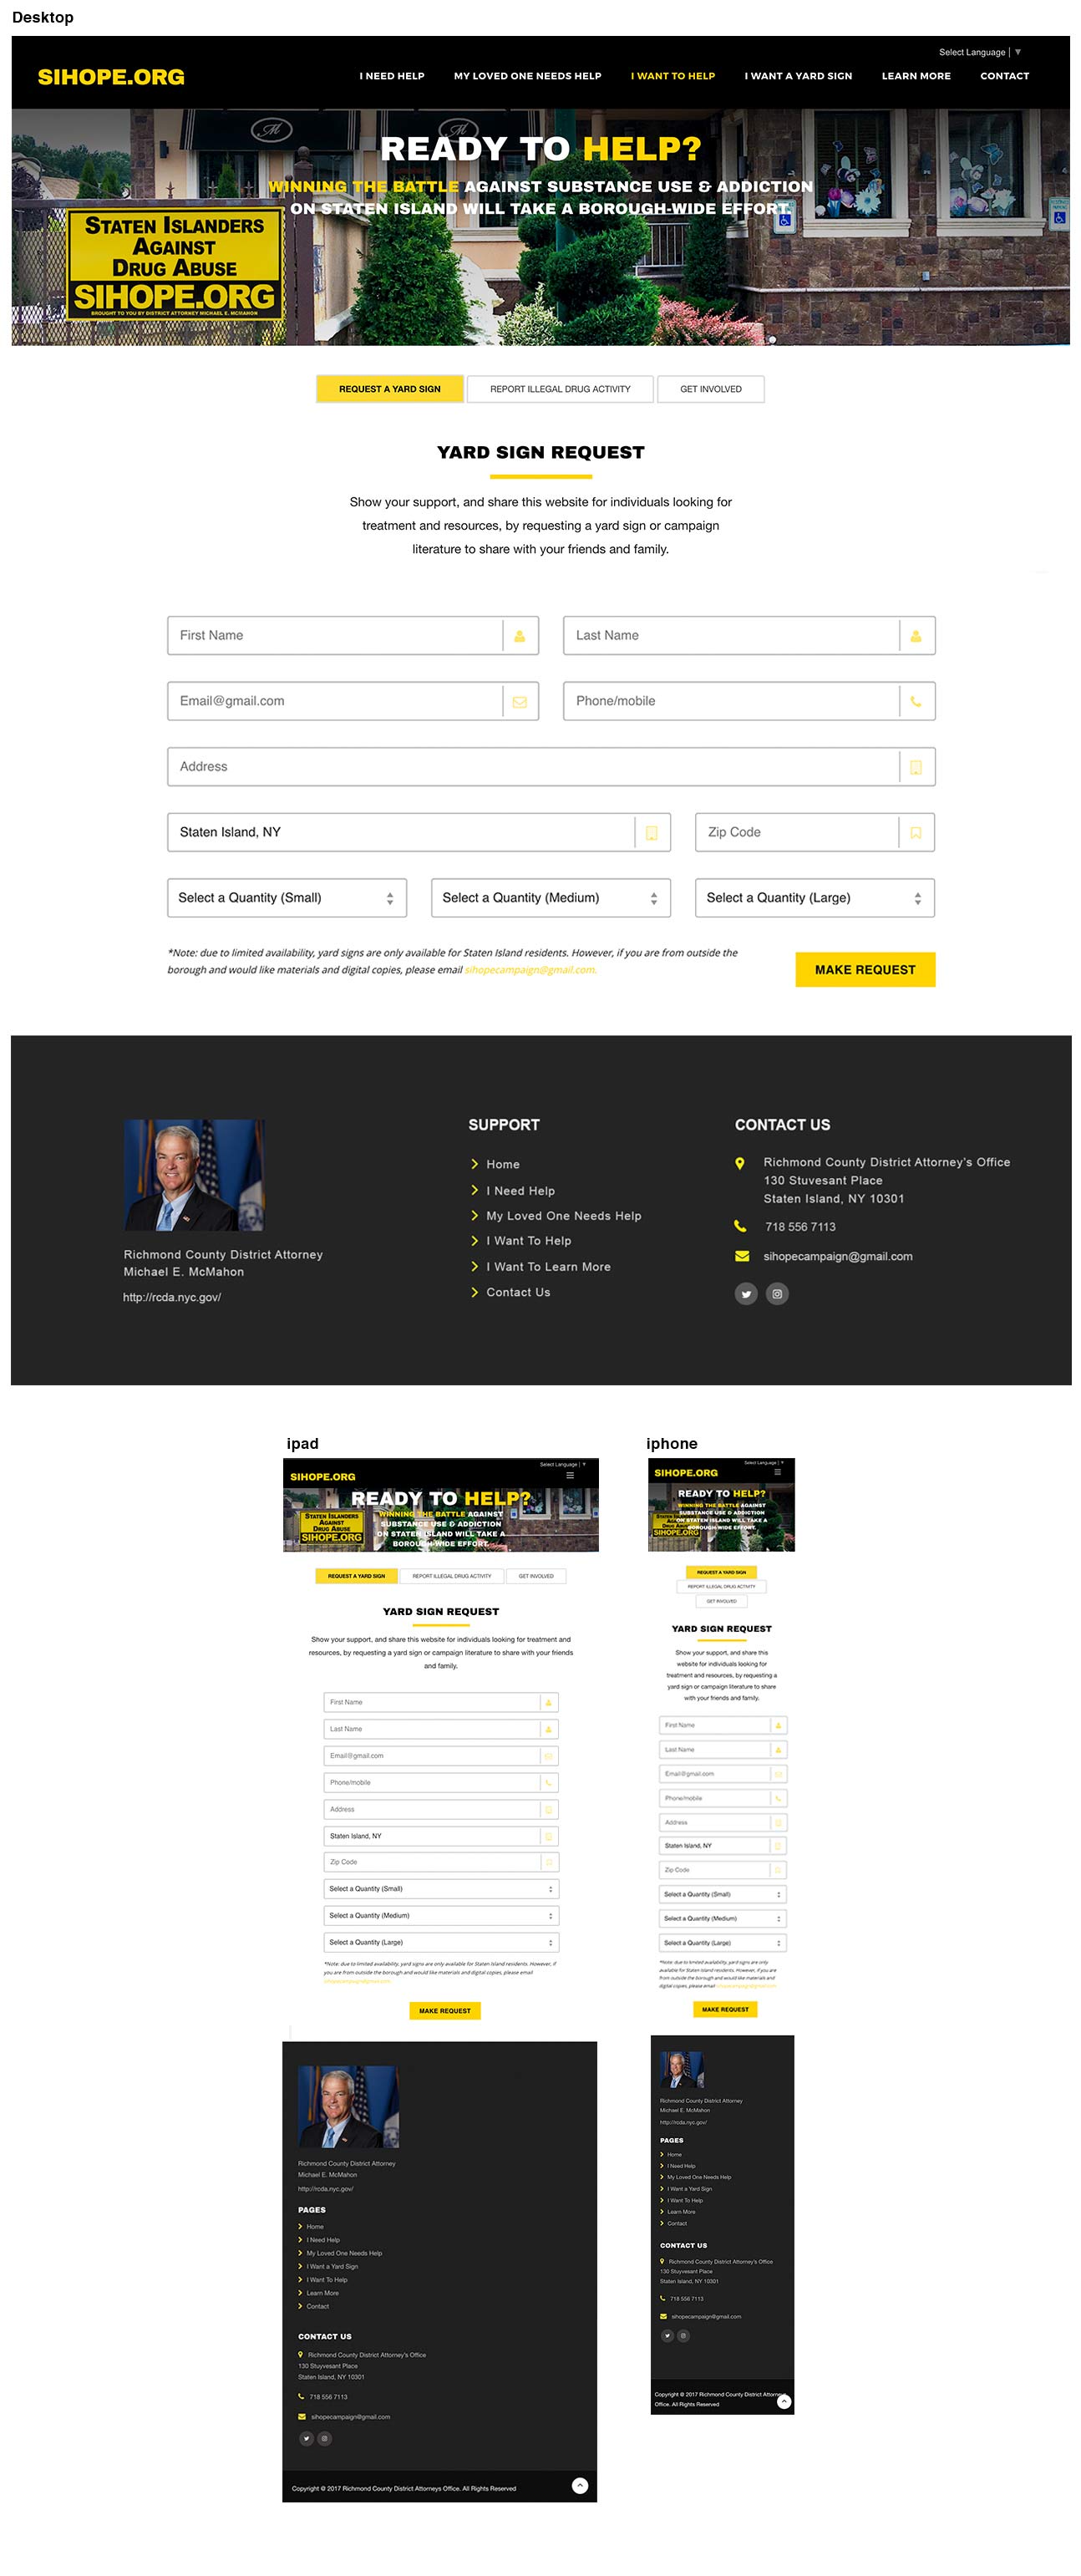 Desktop
Select Language
SIHOPE.ORG
I NEED HELP
MY LOVED ONE NEEDS HELP
I WANT TO HELP
I WANT A YARD SIGN
LEARN MORE
CONTACT
M
M
READY TO HELP?
WINNING THE BATTLE AGAINST SUBSTANCE USE & ADDICTION
ON STATEN ISLAND WILL TAKE A BOROUGH-WIDE EFFORT.
STATEN ISLANDERS
AGAINST
DRUG ABUSE
SIHOPE.ORG
BROUGHT TO YOU BY DISTRICT ATTORNEY MICHAEL E. MCMAHON
REQUEST A YARD SIGN
REPORT ILLEGAL DRUG ACTIVITY
GET INVOLVED
YARD SIGN REQUEST
Show your support, and share this website for individuals looking for
treatment and resources, by requesting a yard sign or campaign
literature to share with your friends and family.
First Name
Last Name
Email@gmail.com
Phone/mobile
Address
Staten Island, NY
Zip Code
Select a Quantity (Small)
Select a Quantity (Medium)
Select a Quantity (Large)
*Note: due to limited availability, yard signs are only available for Staten Island residents. However, if you are from outside the
borough and would like materials and digital copies, please email sihopecampaign@gmail.com.
MAKE REQUEST
Richmond County District Attorney
Michael E. McMahon
http://rcda.nyc.gov/
SUPPORT
Home
I Need Help
My Loved One Needs Help
I Want To Help
I Want To Learn More
Contact Us
CONTACT US
Richmond County District Attorney's Office
130 Stuvesant Place
Staten Island, NY 10301
718 556 7113
sihopecampaign@gmail.com
ipad
Select Language
SIHOPE.ORG
READY TO HELP?
WINNING THE BATTLE AGAINST
SUBSTANCE USE & ADDICTION
ON STATEN ISLAND WILL TAKE A
BOROUGH-WIDE EFFORT.
STATEN ISLANDERS
AGAINST
DRUG ABUSE
SIHOPE.ORG
REQUEST A YARD SIGN
REPORT ILLEGAL DRUG ACTIVITY
GET INVOLVED
YARD SIGN REQUEST
Show your support, and share this website for individuals looking for treatment and
resources, by requesting a yard sign or campaign literature to share with your friends
and family.
First Name
Last Name
Email@gmail.com
Phone/mobile
Address
Staten Island, NY
Zip Code
Select a Quantity (Small)
Select a Quantity (Medium)
Select a Quantity (Large)
*Note: due to limited availability, yard signs are only available for Staten Island residents. However, if
you are from outside the borough and would like materials and digital copies, please email
sihopecampaign@gmail.com.
MAKE REQUEST
Richmond County District Attorney
Michael E. McMahon
http://rcda.nyc.gov/
PAGES
Home
I Need Help
My Loved One Needs Help
I Want a Yard Sign
I Want To Help
Learn More
Contact
CONTACT US
Richmond County District Attorney's Office
130 Stuyvesant Place
Staten Island, NY 10301
718 556 7113
sihopecampaign@gmail.com
Copyright © 2017 Richmond County District Attorneys Office. All Rights Reserved
iphone
Select Language
SIHOPE.ORG
READY TO HELP?
WINNING THE BATTLE AGAINST
SUBSTANCE USE & ADDICTION
ON STATEN ISLAND WILL TAKE A
BOROUGH-WIDE EFFORT.
SIHOPE.ORG
REQUEST A YARD SIGN
REPORT ILLEGAL DRUG ACTIVITY
GET INVOLVED
YARD SIGN REQUEST
Show your support, and share this
website for individuals looking for
treatment and resources, by requesting a
yard sign or campaign literature to share
with your friends and family.
First Name
Last Name
Email@gmail.com
Phone/mobile
Address
Staten Island, NY
Zip Code
Select a Quantity (Small)
Select a Quantity (Medium)
Select a Quantity (Large)
*Note: due to limited availability, yard signs are only
available for Staten Island residents. However, if you are
from outside the borough and would like materials and
digital copies, please email sihopecampaign@gmail.com.
MAKE REQUEST
Richmond County District Attorney
Michael E. McMahon
http://rcda.nyc.gov/
PAGES
Home
I Need Help
My Loved One Needs Help
I Want a Yard Sign
I Want To Help
Learn More
Contact
CONTACT US
Richmond County District Attorney's Office
130 Stuyvesant Place
Staten Island, NY 10301
718 556 7113
sihopecampaign@gmail.com
Copyright © 2017 Richmond County District Attorneys
Office. All Rights Reserved